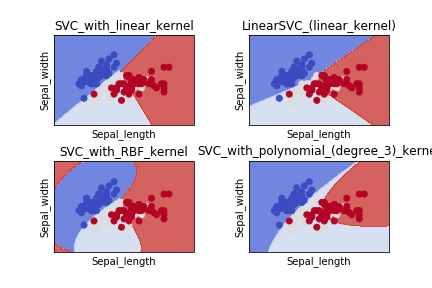 SVC_with_linear_kernel
LinearSVC_(linear_kernel)
Sepal_width
Sepal_width
Sepal_length
Sepal_length
SVC_with_RBF_kernel
SVC_with_polynomial_(degree_3)_kerne
Sepal_width
Sepal_width
Sepal_length
Sepal_length